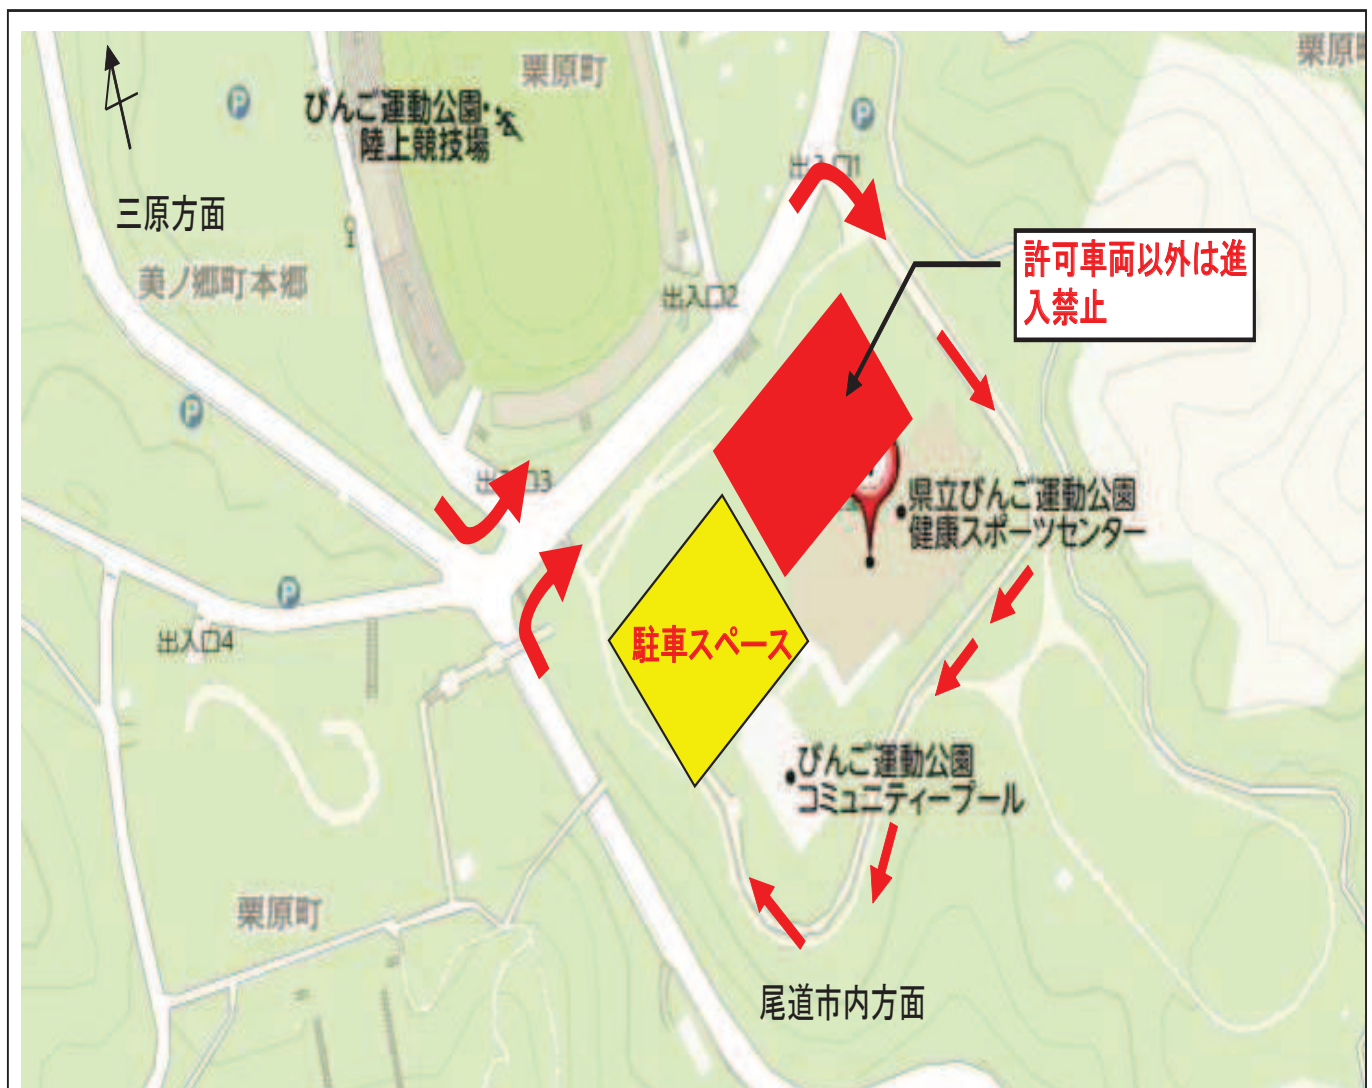 栗原町
栗原
P
P
びんご運動公園・
陸上競技場
出入口1
三原方面
許可車両以外は進
入禁止
美ノ郷町本郷
出入口2
P
出入口3
県立びんご運動公園
健康スポーツセンター
P
出入口4
駐車スペース
びんご運動公園
コミュニティープール
栗原町
尾道市内方面